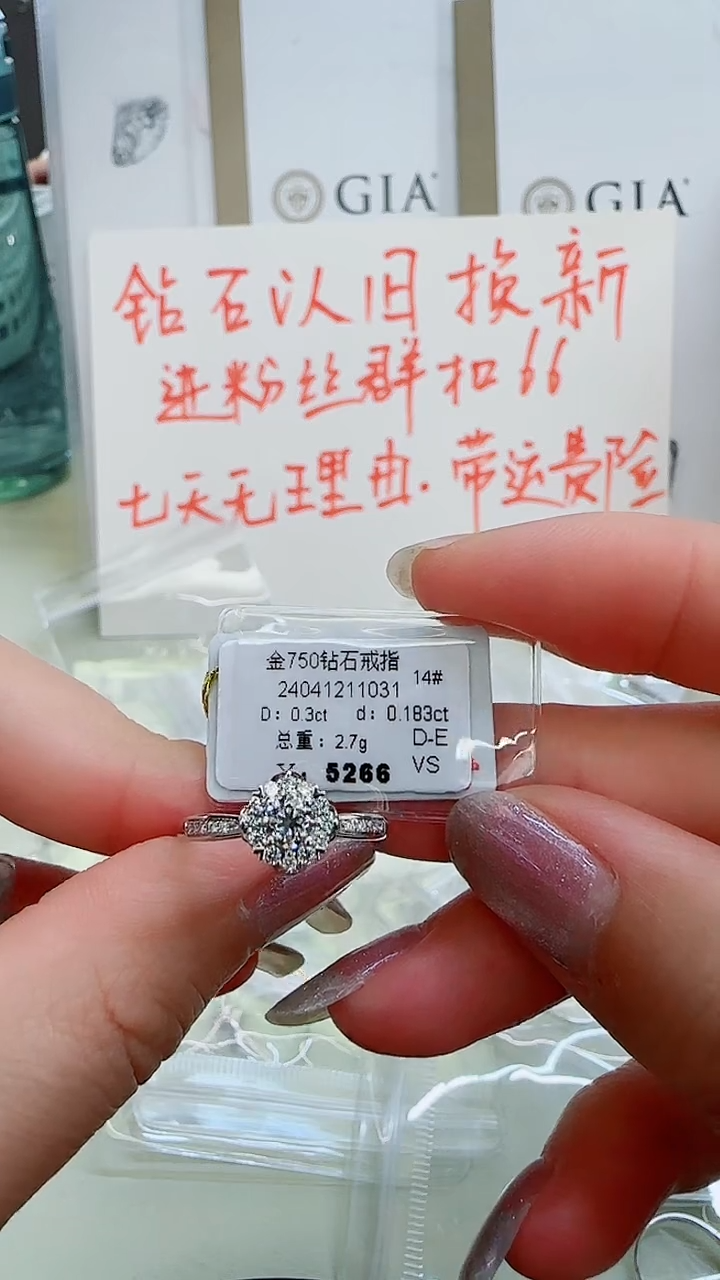 GIA
GIA
钻石以旧换新
进粉丝群扣66
七天无理由.带运费险
金750钻石戒指
14#
24041211031
D: 0.3ct d: 0.183ct
总重: 2.7g D-E
5266 VS